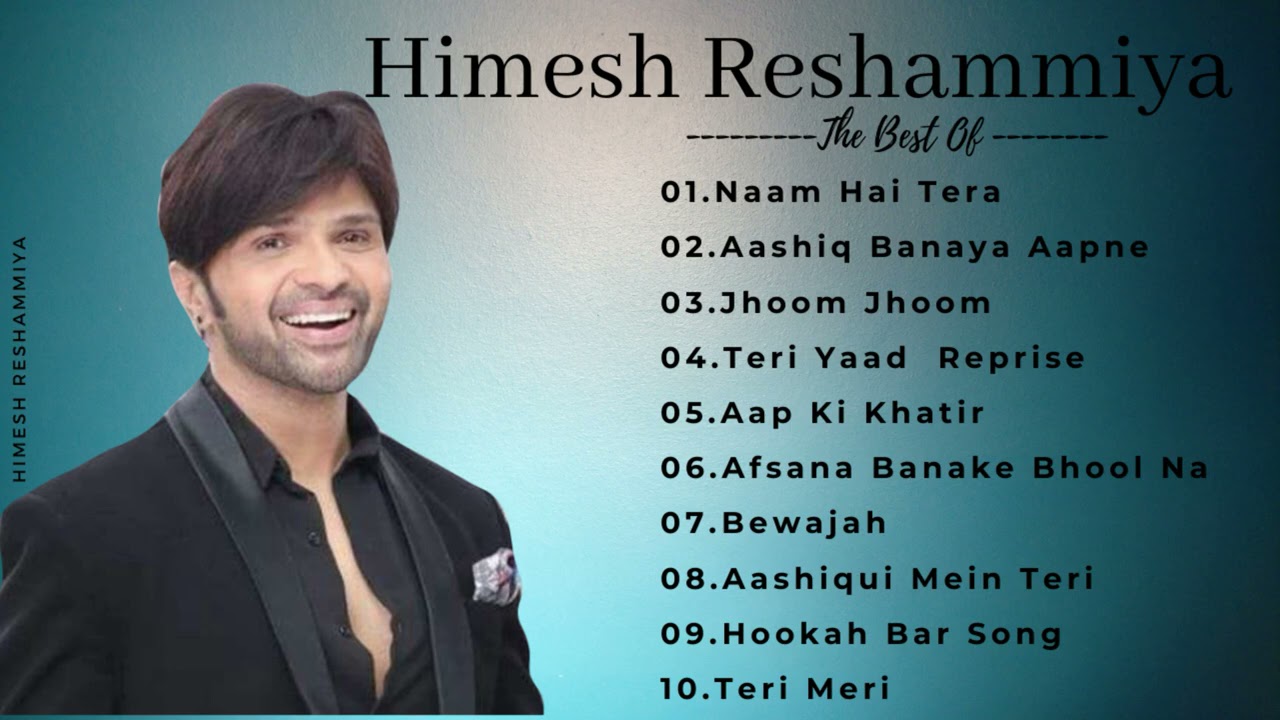 Himesh Reshammiya
---------The Best Of --------
01.Naam Hai Tera
02.Aashiq Banaya Aapne
03.Jhoom Jhoom
04.Teri Yaad  Reprise
05.Aap Ki Khatir
06.Afsana Banake Bhool Na
07.Bewajah
08.Aashiqui Mein Teri
09.Hookah Bar Song
10.Teri Meri
HIMESH RESHAMMIYA